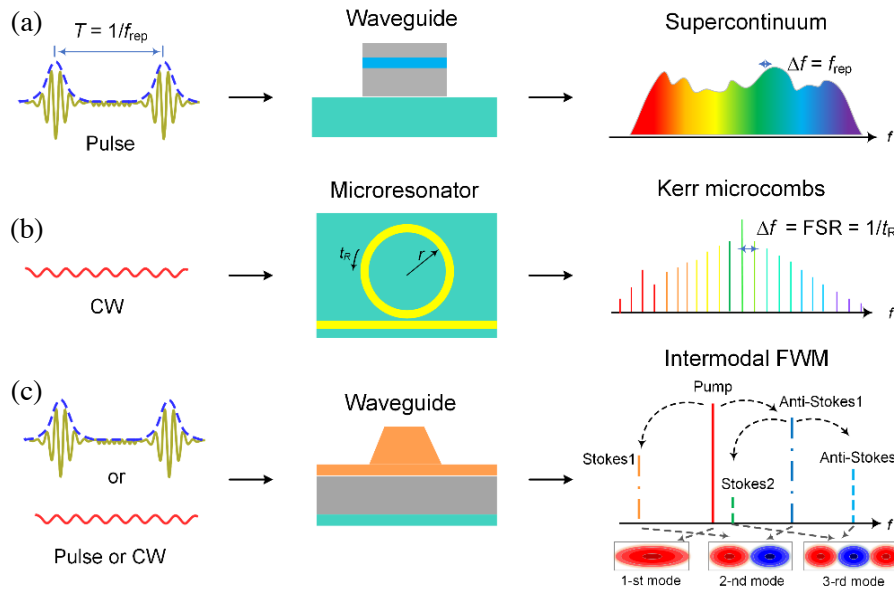 (a)
T = 1/f_rep
Pulse
Waveguide
Supercontinuum
Δf = f_rep
f
(b)
CW
Microresonator
t_R
r
Kerr microcombs
Δf = FSR = 1/t_R
f
(c)
or
Pulse or CW
Waveguide
Intermodal FWM
Pump
Anti-Stokes1
Stokes1
Stokes2
Anti-Stokes
f
1-st mode
2-nd mode
3-rd mode